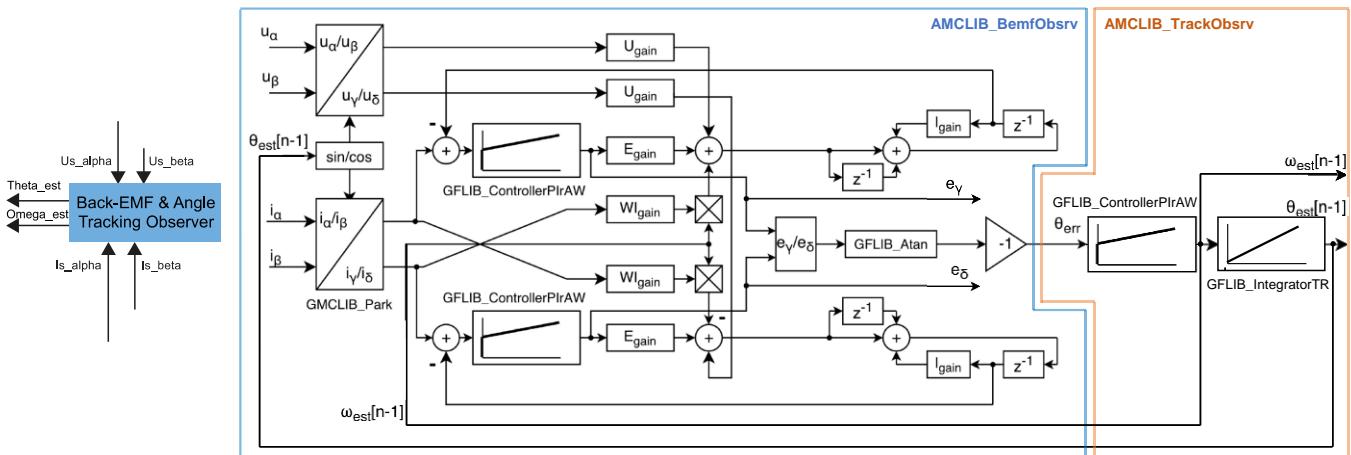 AMCLIB_BemfObsrv
AMCLIB_TrackObsrv
uα
uβ
uα/uβ
uγ/uδ
Ugain
Ugain
θest[n-1]
sin/cos
-
+
GFLIB_ControllerPIrAW
Egain
+
z-1
+
Igain
z-1
iα
iβ
iα/iβ
iγ/iδ
GMCLIB_Park
WIgain
WIgain
eγ
eγ/eδ
GFLIB_Atan
-1
eδ
θerr
GFLIB_ControllerPIrAW
ωest[n-1]
θest[n-1]
GFLIB_IntegratorTR
GFLIB_ControllerPIrAW
+
-
Egain
-
+
z-1
+
Igain
z-1
ωest[n-1]
Us_alpha
Us_beta
Theta_est
Omega_est
Back-EMF & Angle
Tracking Observer
Is_alpha
Is_beta